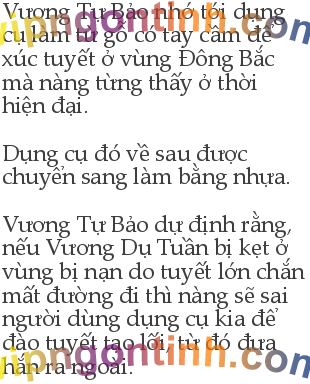 Vương Tự Bảo nhớ tới dụng
cụ làm từ gỗ có tay cầm để
xúc tuyết ở vùng Đông Bắc
mà nàng từng thấy ở thời
hiện đại.
Dụng cụ đó về sau được
chuyển sang làm bằng nhựa.
Vương Tự Bảo dự định rằng,
nếu Vương Dụ Tuần bị kẹt ở
vùng bị nạn do tuyết lớn chắn
mất đường đi thì nàng sẽ sai
người dùng dụng cụ kia để
đào tuyết tạo lối, từ đó đưa
hắn ra ngoài.
vipngontinh.com
vipngontinh.com